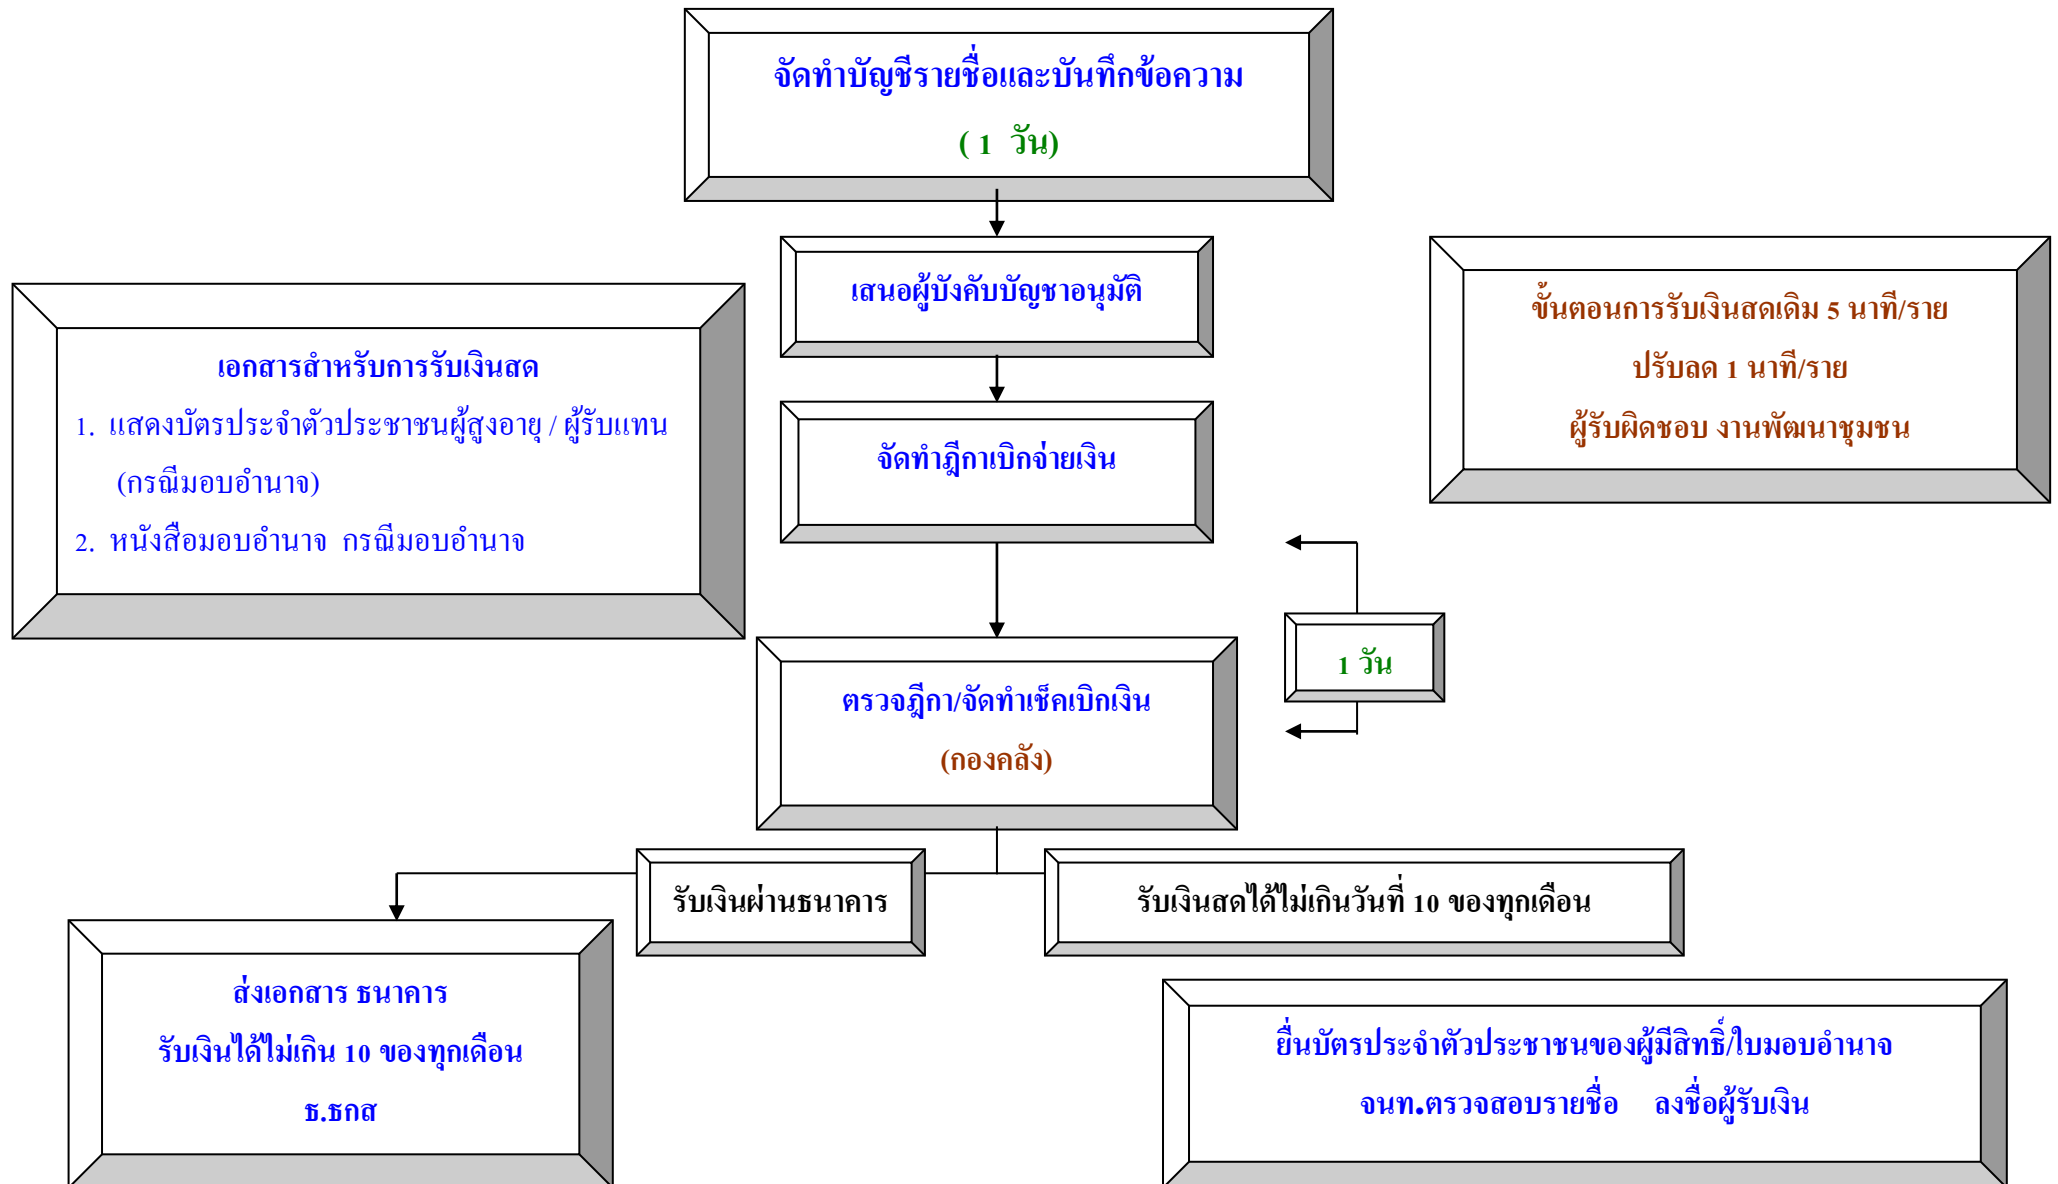 จัดทำบัญชีรายชื่อและบันทึกข้อความ
( 1 วัน)
เสนอผู้บังคับบัญชาอนุมัติ
ขั้นตอนการรับเงินสดเดิม 5 นาที/ราย
ปรับลด 1 นาที/ราย
ผู้รับผิดชอบ งานพัฒนาชุมชน
เอกสารสำหรับการรับเงินสด
1. แสดงบัตรประจำตัวประชาชนผู้สูงอายุ / ผู้รับแทน
(กรณีมอบอำนาจ)
2. หนังสือมอบอำนาจ กรณีมอบอำนาจ
จัดทำฎีกาเบิกจ่ายเงิน
1 วัน
ตรวจฎีกา/จัดทำเช็คเบิกเงิน
(กองคลัง)
รับเงินผ่านธนาคาร
รับเงินสดได้ไม่เกินวันที่ 10 ของทุกเดือน
ส่งเอกสาร ธนาคาร
รับเงินได้ไม่เกิน 10 ของทุกเดือน
ธ.ธกส
ยื่นบัตรประจำตัวประชาชนของผู้มีสิทธิ์/ใบมอบอำนาจ
จนท.ตรวจสอบรายชื่อ ลงชื่อผู้รับเงิน